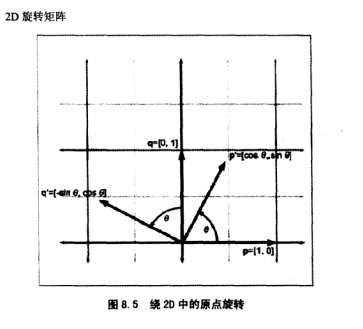 2D 旋转矩阵
q=[0, 1]
p'=[cos θ, sin θ]
q'=[-sin θ, cos θ]
θ
θ
p=[1, 0]
图 8.5 绕 2D 中的原点旋转